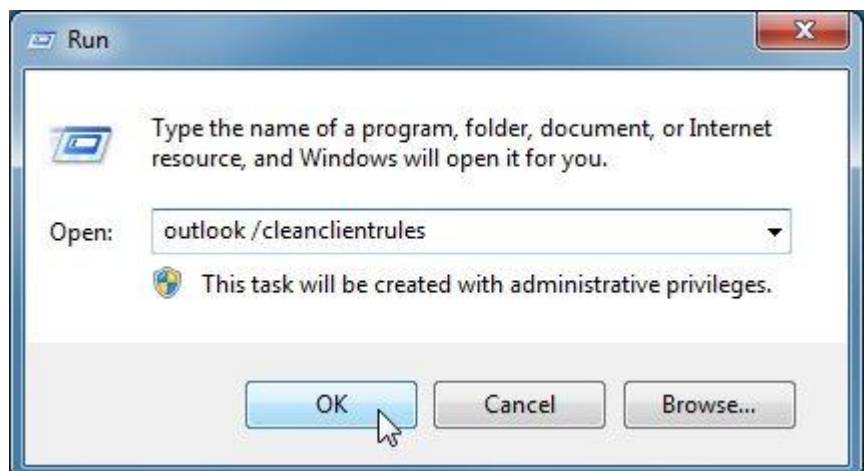 Run
Type the name of a program, folder, document, or Internet
resource, and Windows will open it for you.
Open: outlook /cleanclientrules
This task will be created with administrative privileges.
OK Cancel Browse...